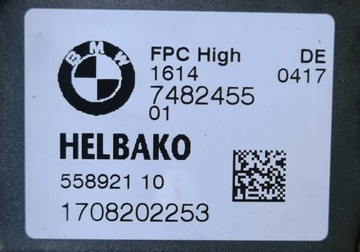 BMW
FPC High DE
1614 0417
7482455
01
HELBAKO
558921 10
1708202253